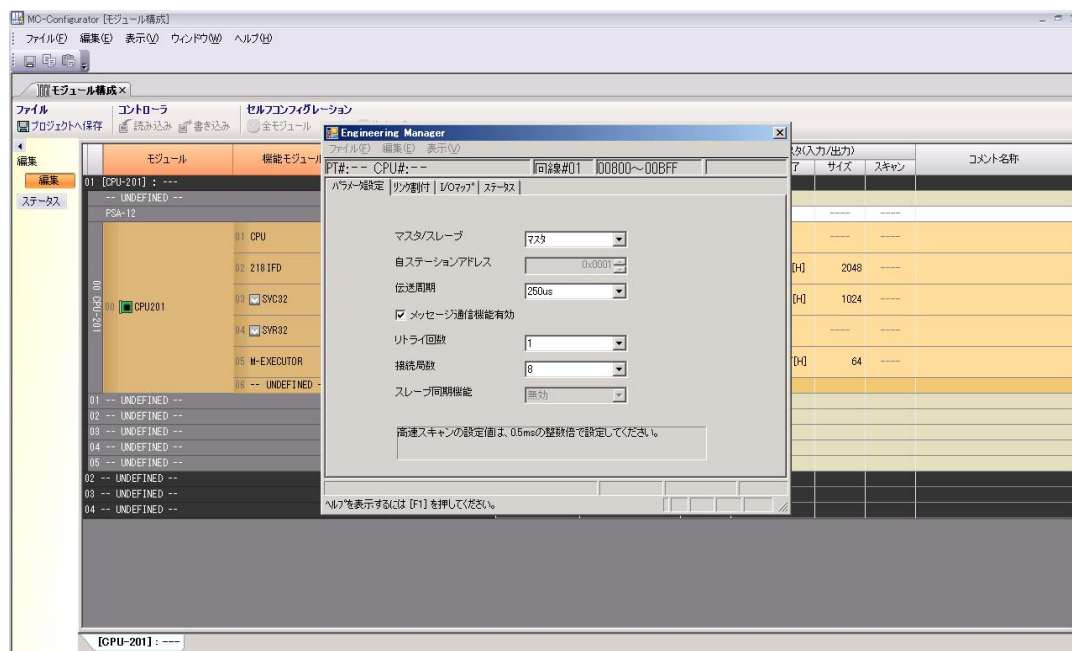 MC-Configurator [モジュール構成]
ファイル(F) 編集(E) 表示(V) ウィンドウ(W) ヘルプ(H)
モジュール構成 ×
ファイル コントローラ セルフコンフィグレーション
プロジェクトへ保存 読み込み 書き込み 全モジュール
Engineering Manager
ファイル(F) 編集(E) 表示(V)
PT#:-- CPU#:-- 回線#01 00800～00BFF
パラメータ設定 リンク割付 I/Oマップ ステータス
マスタ/スレーブ マスタ
自ステーションアドレス 0x0001
伝送周期 250us
メッセージ通信機能有効
リトライ回数 1
接続局数 8
スレーブ同期機能 無効
高速スキャンの設定値は、0.5msの整数倍で設定してください。
ヘルプを表示するには [F1] を押してください。
編集
編集
ステータス
モジュール 機能モジュール
スタ(入力/出力) コメント名称
了 サイズ スキャン
01 [CPU-201] : ---
-- UNDEFINED --
PSA-12 ---- ----
00 CPU-201
00 CPU201
01 CPU ---- ----
02 218IFD [H] 2048 ----
03 SVC32 [H] 1024 ----
04 SVR32 ---- ----
05 M-EXECUTOR [H] 64 ----
06 -- UNDEFINED -
01 -- UNDEFINED --
02 -- UNDEFINED --
03 -- UNDEFINED --
04 -- UNDEFINED --
05 -- UNDEFINED --
02 -- UNDEFINED --
03 -- UNDEFINED --
04 -- UNDEFINED --
[CPU-201] : ---